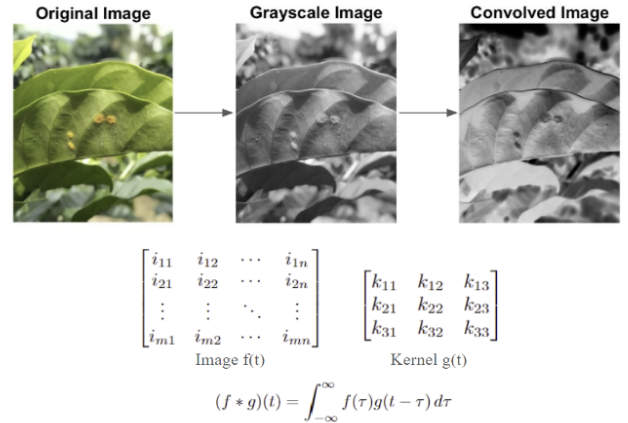 Original Image Grayscale Image Convolved Image
i₁₁ i₁₂ ⋯ i₁ₙ
i₂₁ i₂₂ ⋯ i₂ₙ
⋮ ⋮ ⋱ ⋮
iₘ₁ iₘ₂ ⋯ iₘₙ
Image f(t)
k₁₁ k₁₂ k₁₃
k₂₁ k₂₂ k₂₃
k₃₁ k₃₂ k₃₃
Kernel g(t)
(f * g)(t) = ∫_{-∞}^{∞} f(τ)g(t − τ) dτ